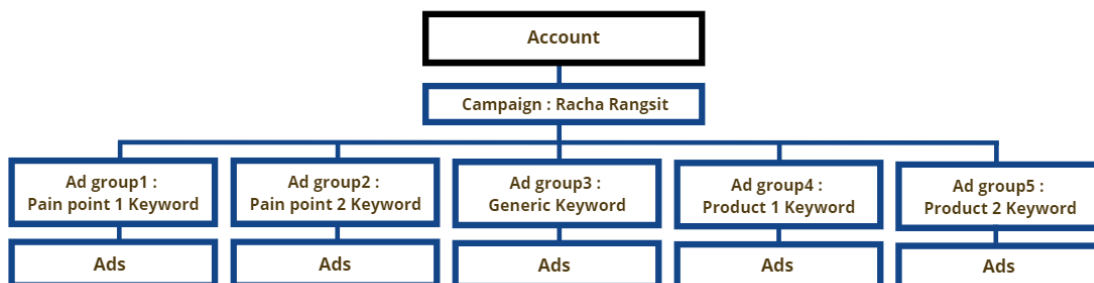 Account
Campaign : Racha Rangsit
Ad group1 :
Pain point 1 Keyword
Ad group2 :
Pain point 2 Keyword
Ad group3 :
Generic Keyword
Ad group4 :
Product 1 Keyword
Ad group5 :
Product 2 Keyword
Ads
Ads
Ads
Ads
Ads